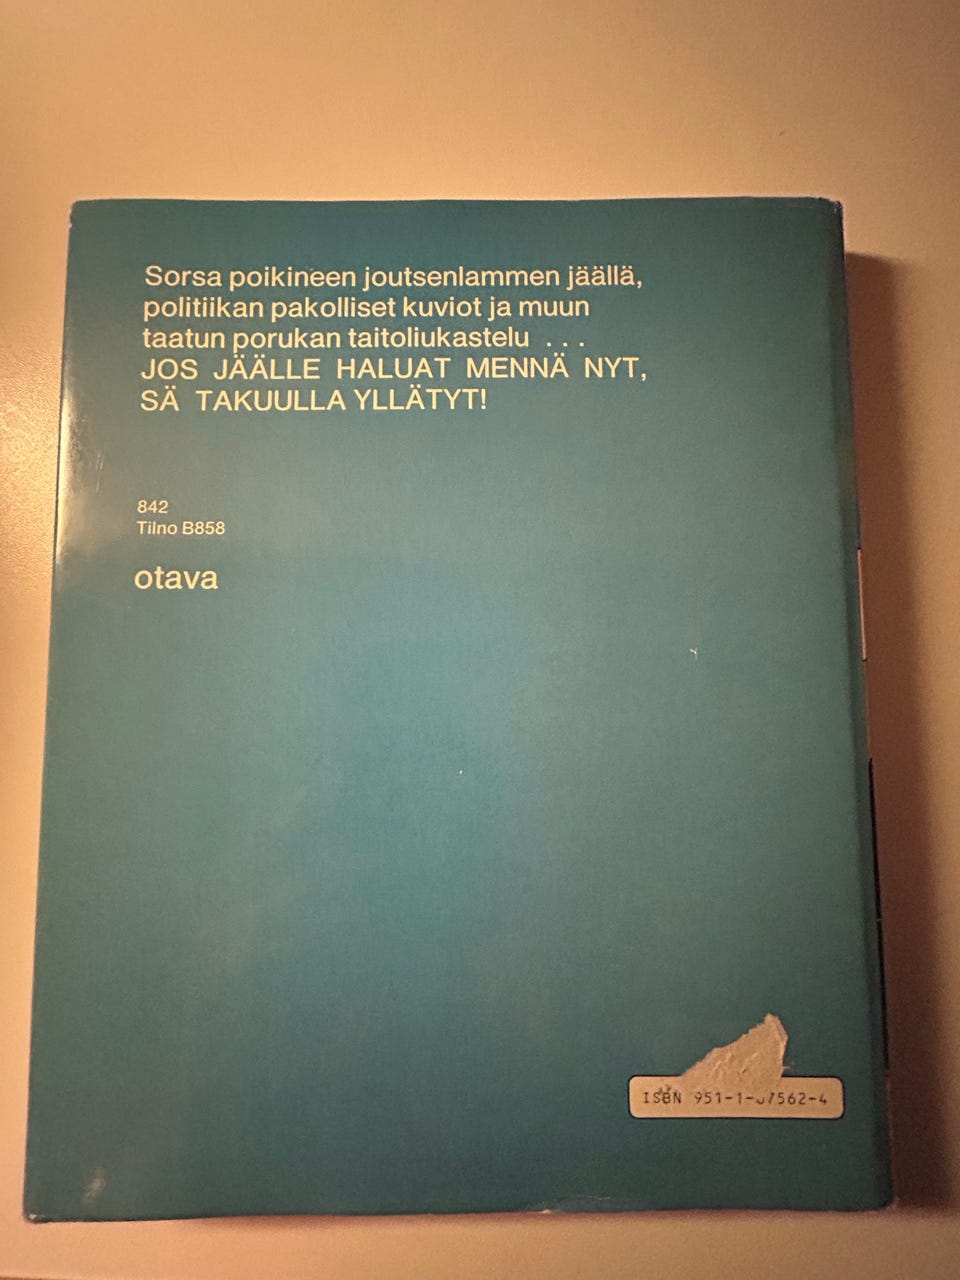 Sorsa poikineen joutsenlammen jäällä,
politiikan pakolliset kuviot ja muun
taatun porukan taitoliukastelu . . .
JOS JÄÄLLE HALUAT MENNÄ NYT,
SÄ TAKUULLA YLLÄTYT!
842
Tilno B858
otava
ISBN